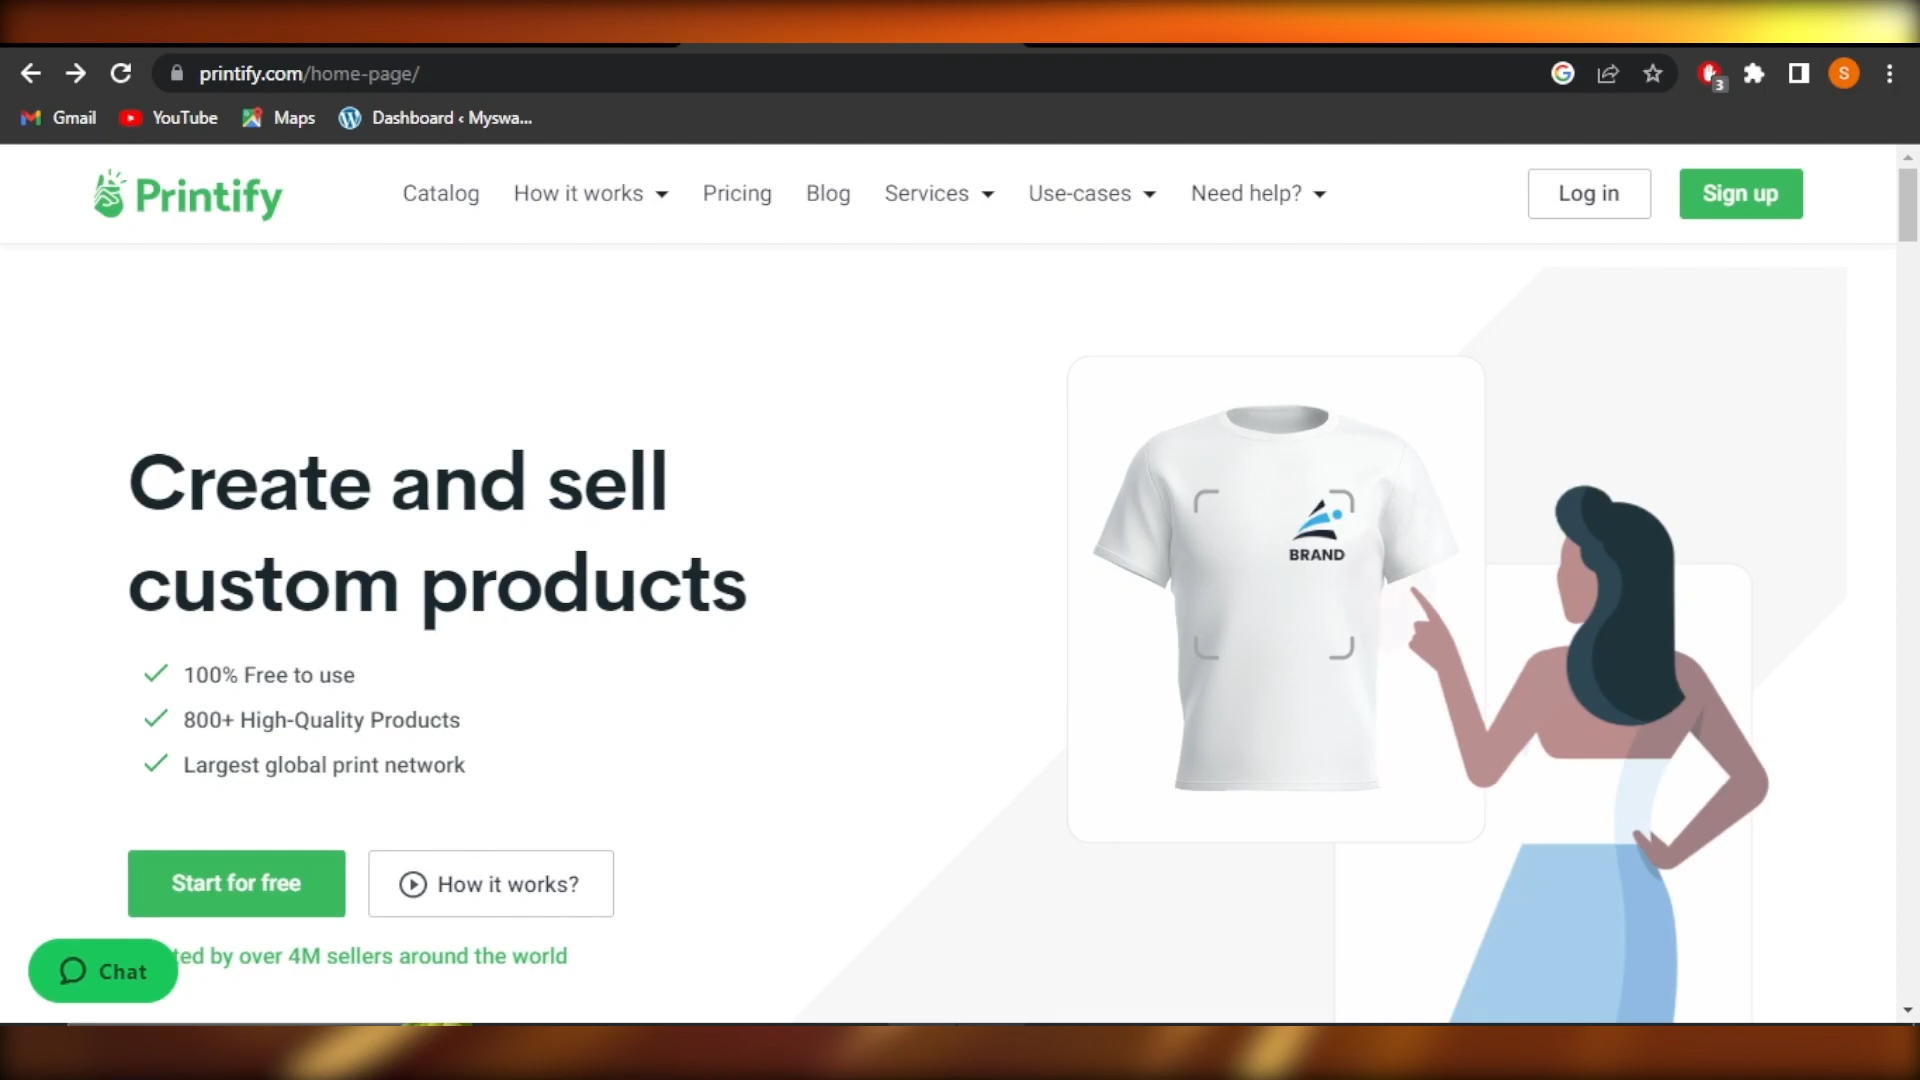 printify.com/home-page/
3
S
Gmail
YouTube
Maps
Dashboard ‹ Myswa...
Printify
Catalog
How it works
Pricing
Blog
Services
Use-cases
Need help?
Log in
Sign up
Create and sell
custom products
100% Free to use
800+ High-Quality Products
Largest global print network
BRAND
Start for free
How it works?
ted by over 4M sellers around the world
Chat